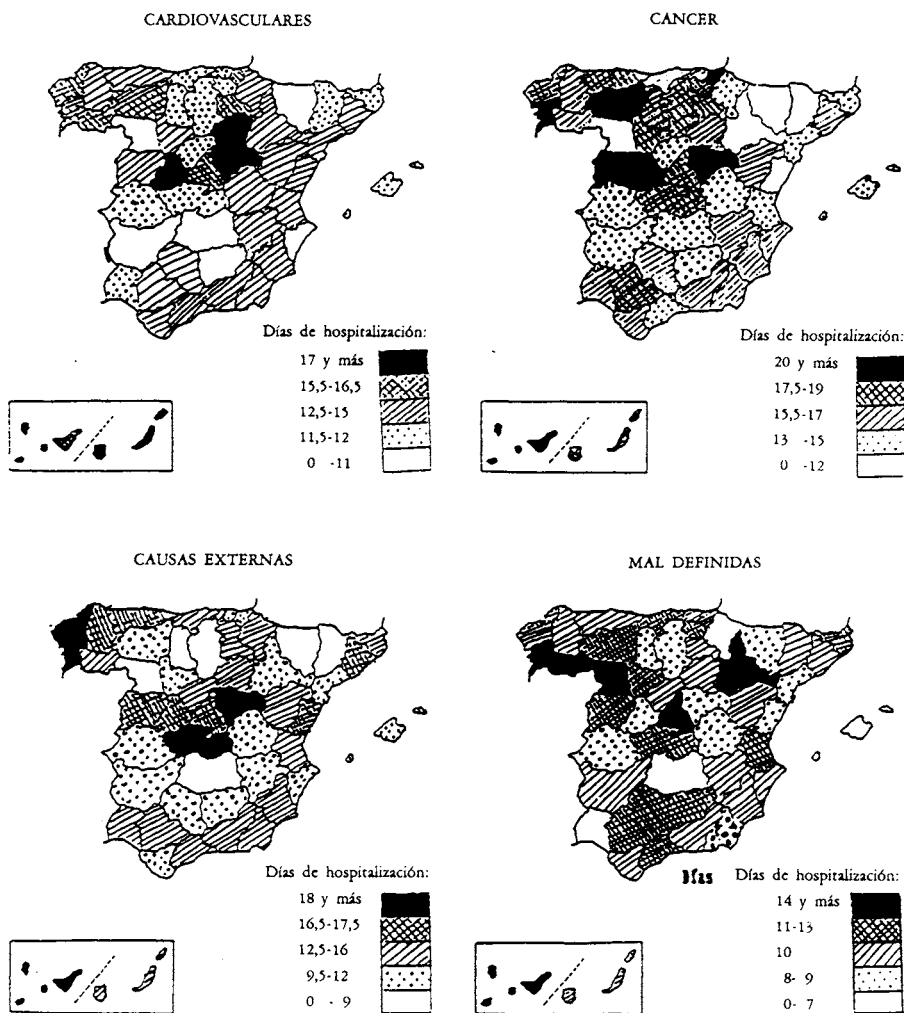 CARDIOVASCULARES
Días de hospitalización:
17 y más
15,5-16,5
12,5-15
11,5-12
0 -11
CANCER
Días de hospitalización:
20 y más
17,5-19
15,5-17
13 -15
0 -12
CAUSAS EXTERNAS
Días de hospitalización:
18 y más
16,5-17,5
12,5-16
9,5-12
0 - 9
MAL DEFINIDAS
Días Días de hospitalización:
14 y más
11-13
10
8- 9
0- 7